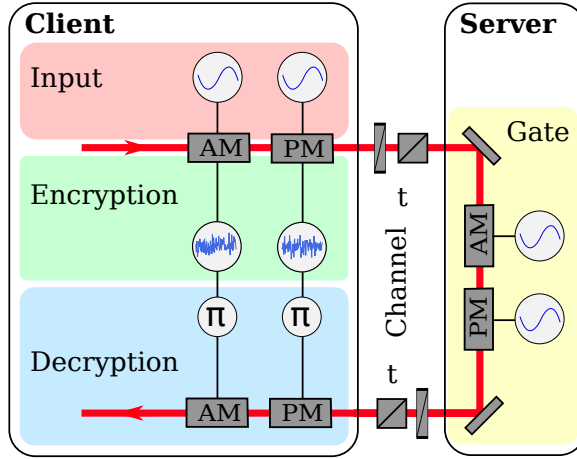 Client
Server
Input
Gate
AM
PM
t
Encryption
AM
Channel
π
π
PM
Decryption
t
AM
PM